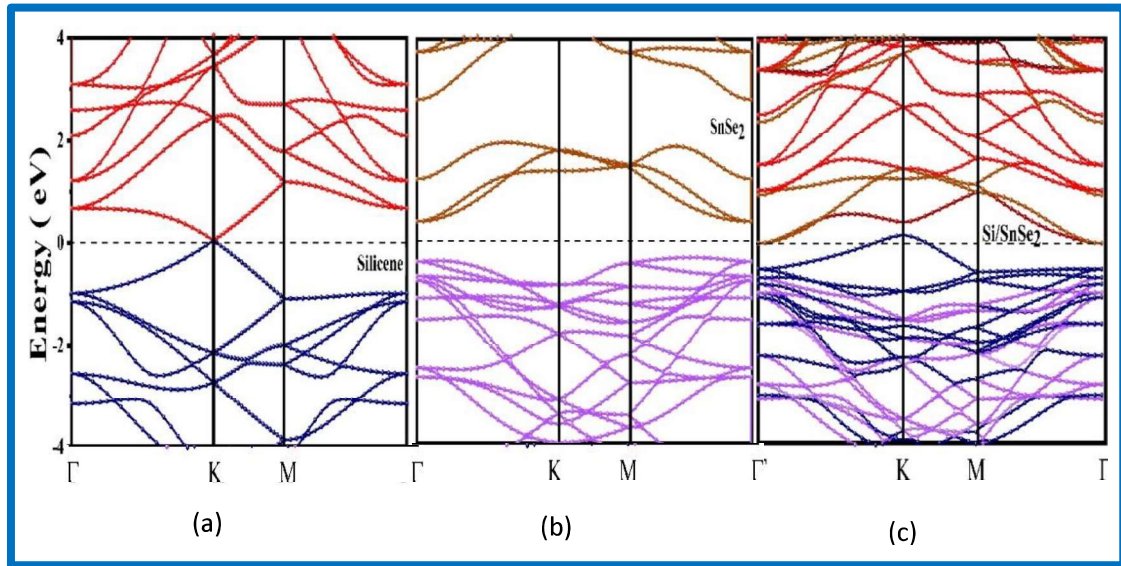 Energy ( eV)
4
2
0
-2
-4
Silicene
SnSe2
Si/SnSe2
Γ K M Γ
Γ K M Γ
Γ K M Γ
(a) (b) (c)